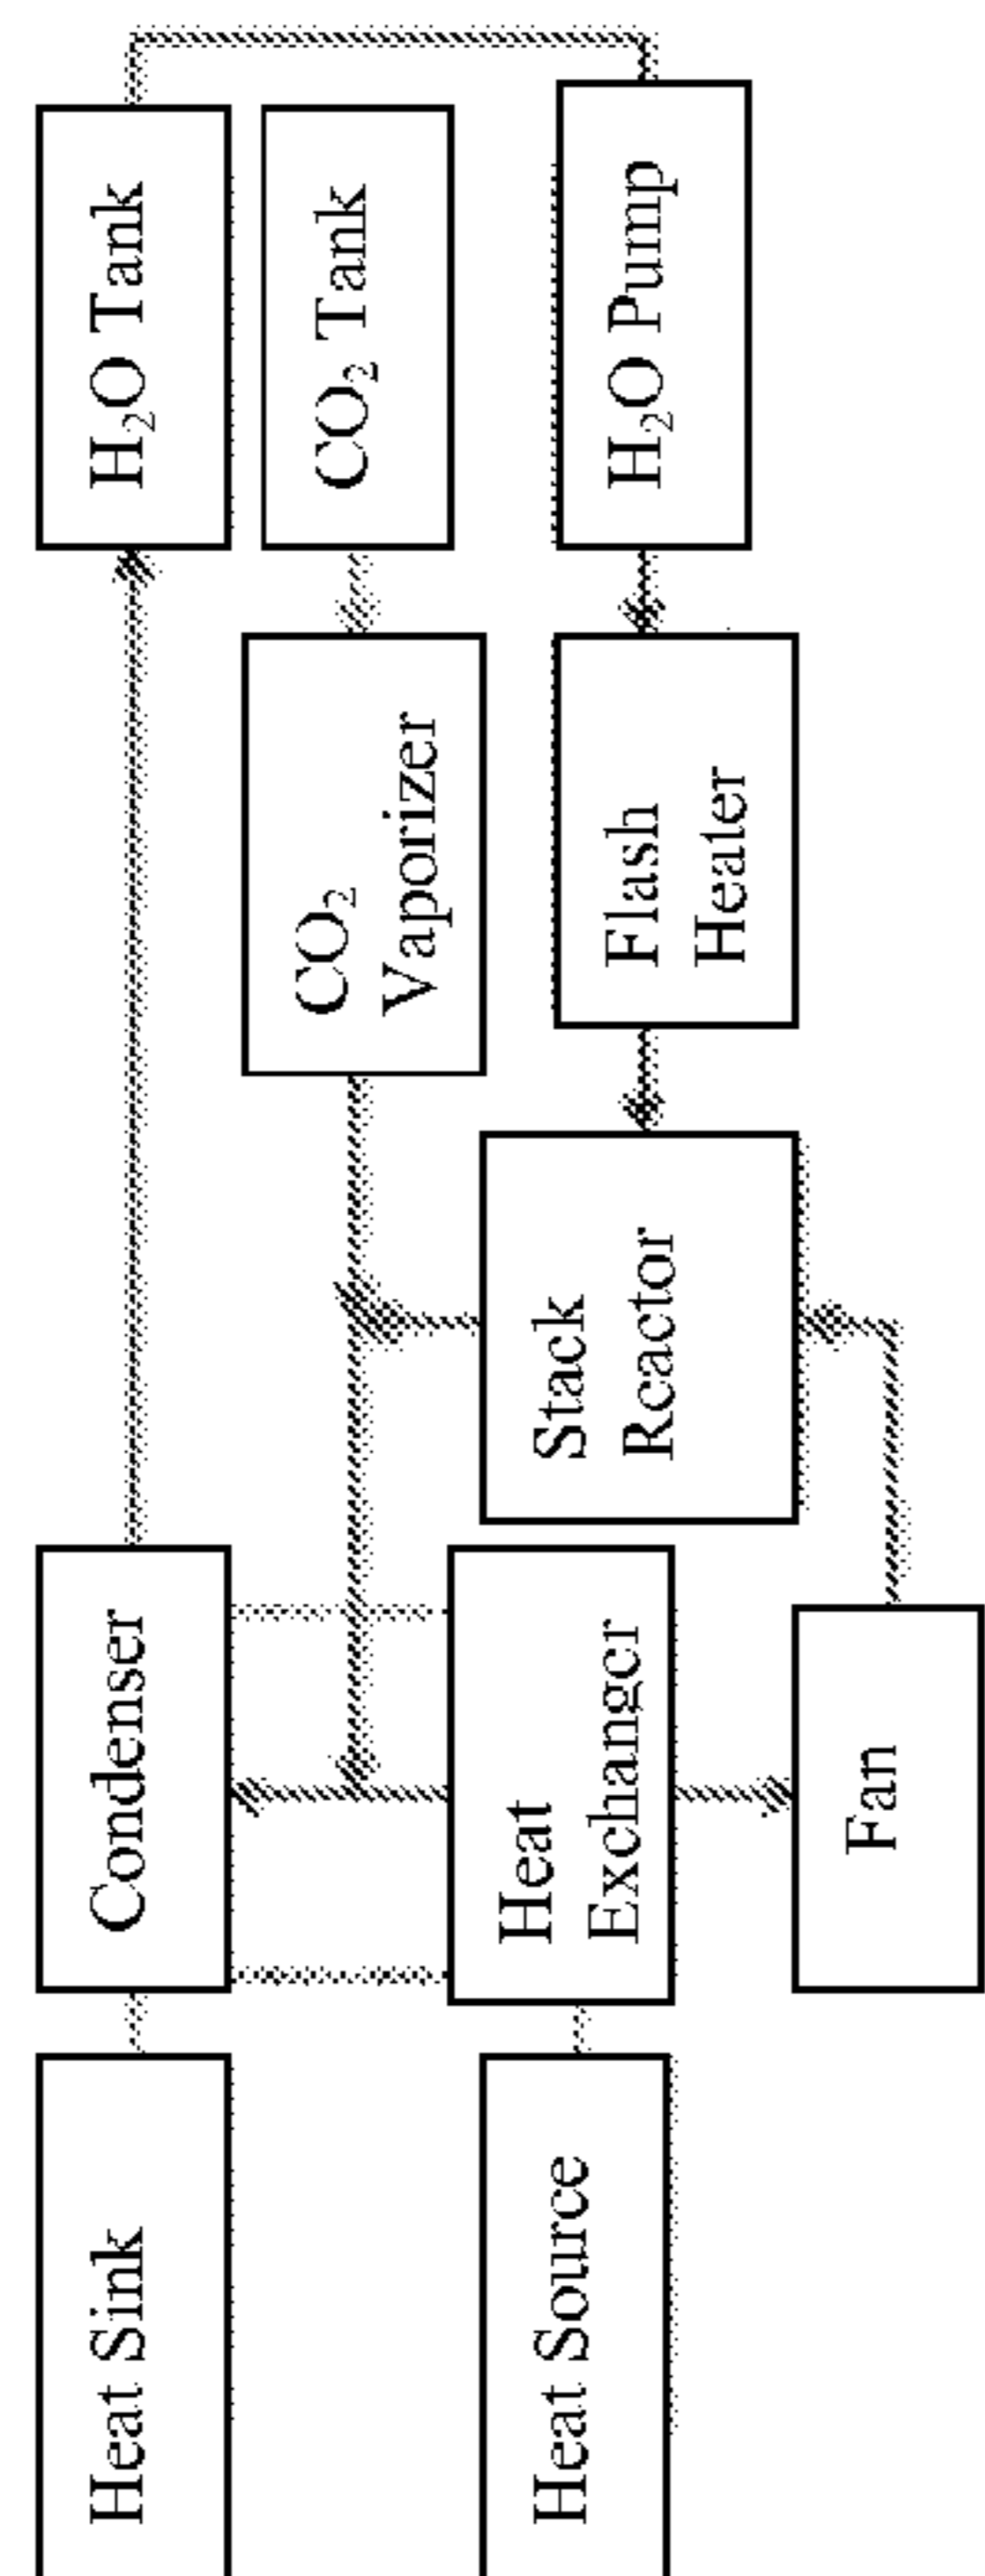 Heat Sink
Condenser
H₂O Tank
CO₂
Vaporizer
CO₂ Tank
Heat Source
Heat
Exchanger
Stack
Reactor
Flash
Heater
H₂O Pump
Fan